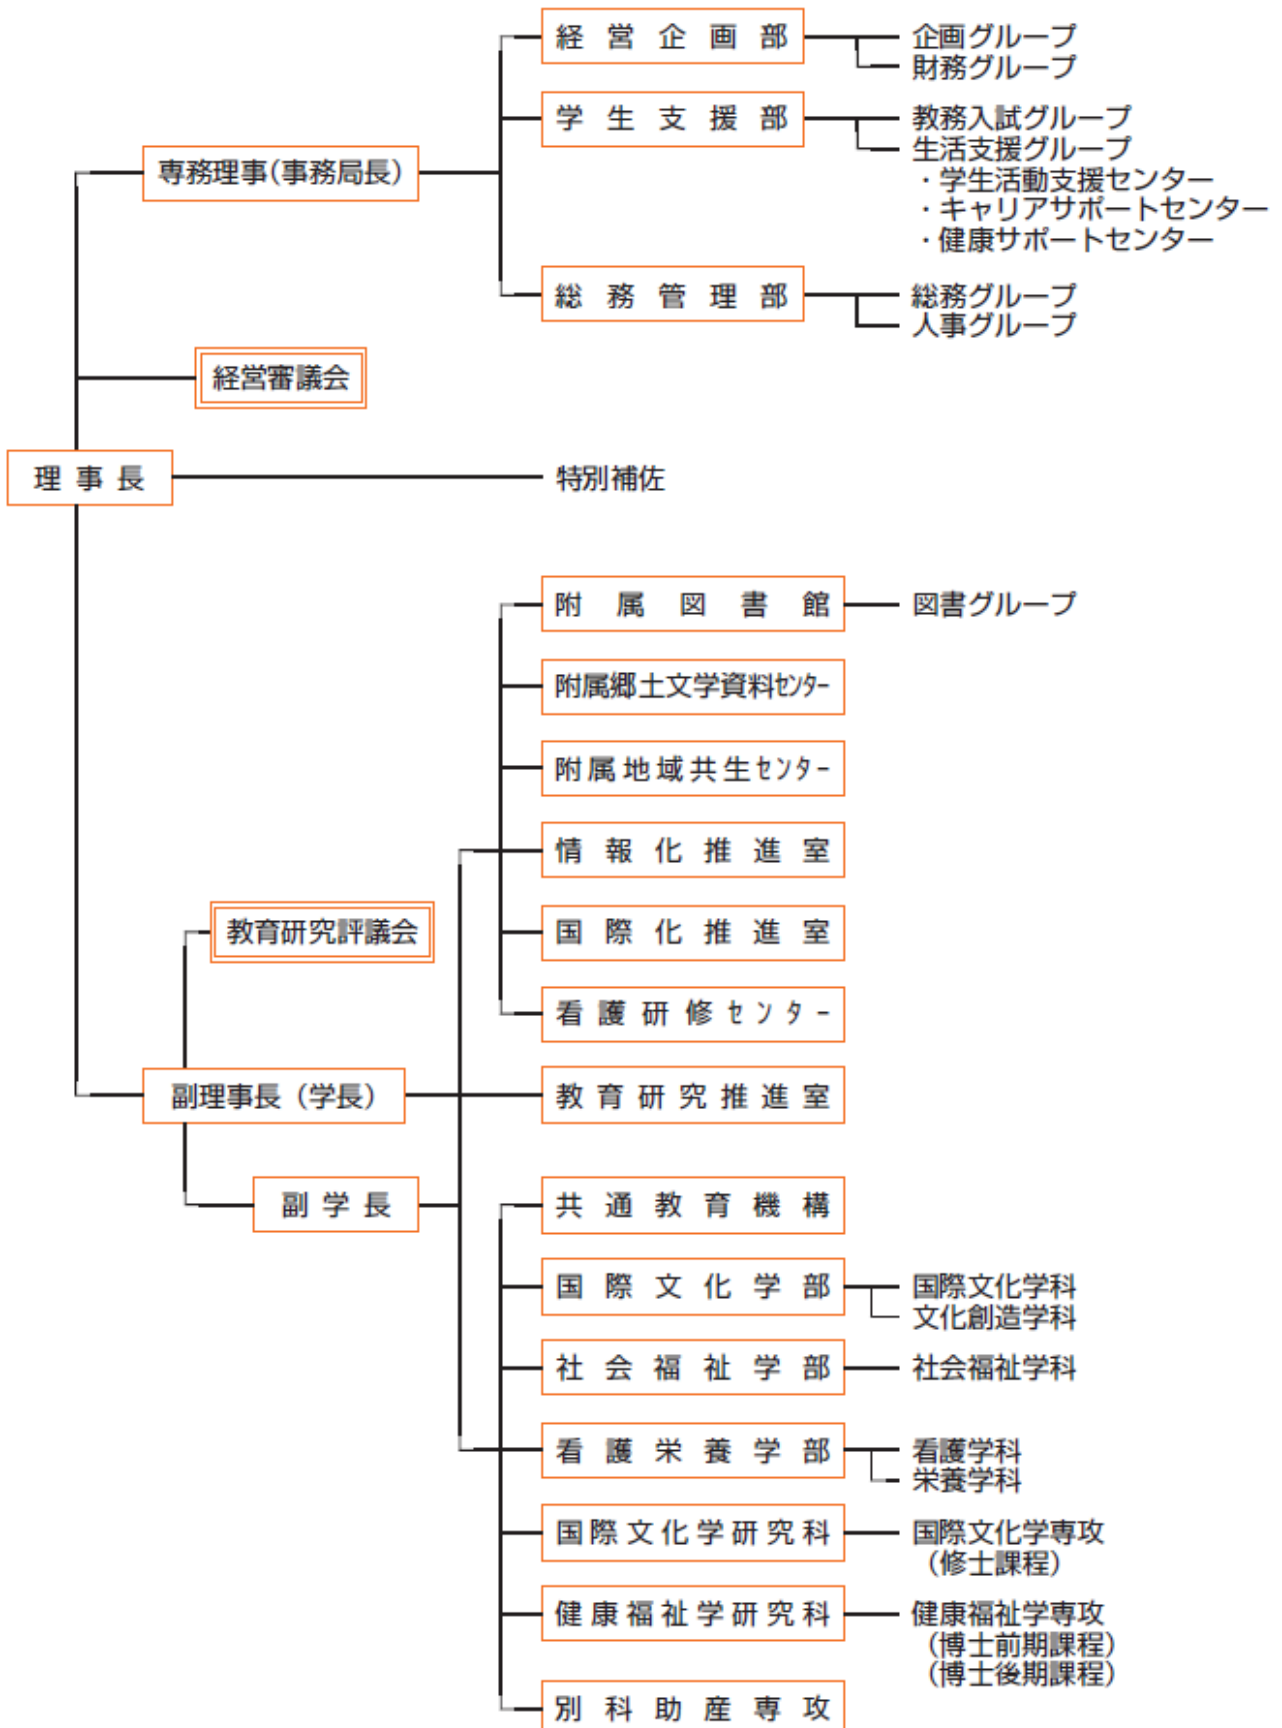 経営企画部
企画グループ
財務グループ
学生支援部
教務入試グループ
生活支援グループ
・学生活動支援センター
・キャリアサポートセンター
・健康サポートセンター
専務理事(事務局長)
総務管理部
総務グループ
人事グループ
経営審議会
理事長
特別補佐
附属図書館
図書グループ
附属郷土文学資料ｾﾝﾀｰ
附属地域共生ｾﾝﾀｰ
情報化推進室
教育研究評議会
国際化推進室
看護研修ｾﾝﾀｰ
副理事長（学長）
教育研究推進室
副学長
共通教育機構
国際文化学部
国際文化学科
文化創造学科
社会福祉学部
社会福祉学科
看護栄養学部
看護学科
栄養学科
国際文化学研究科
国際文化学専攻
（修士課程）
健康福祉学研究科
健康福祉学専攻
（博士前期課程）
（博士後期課程）
別科助産専攻